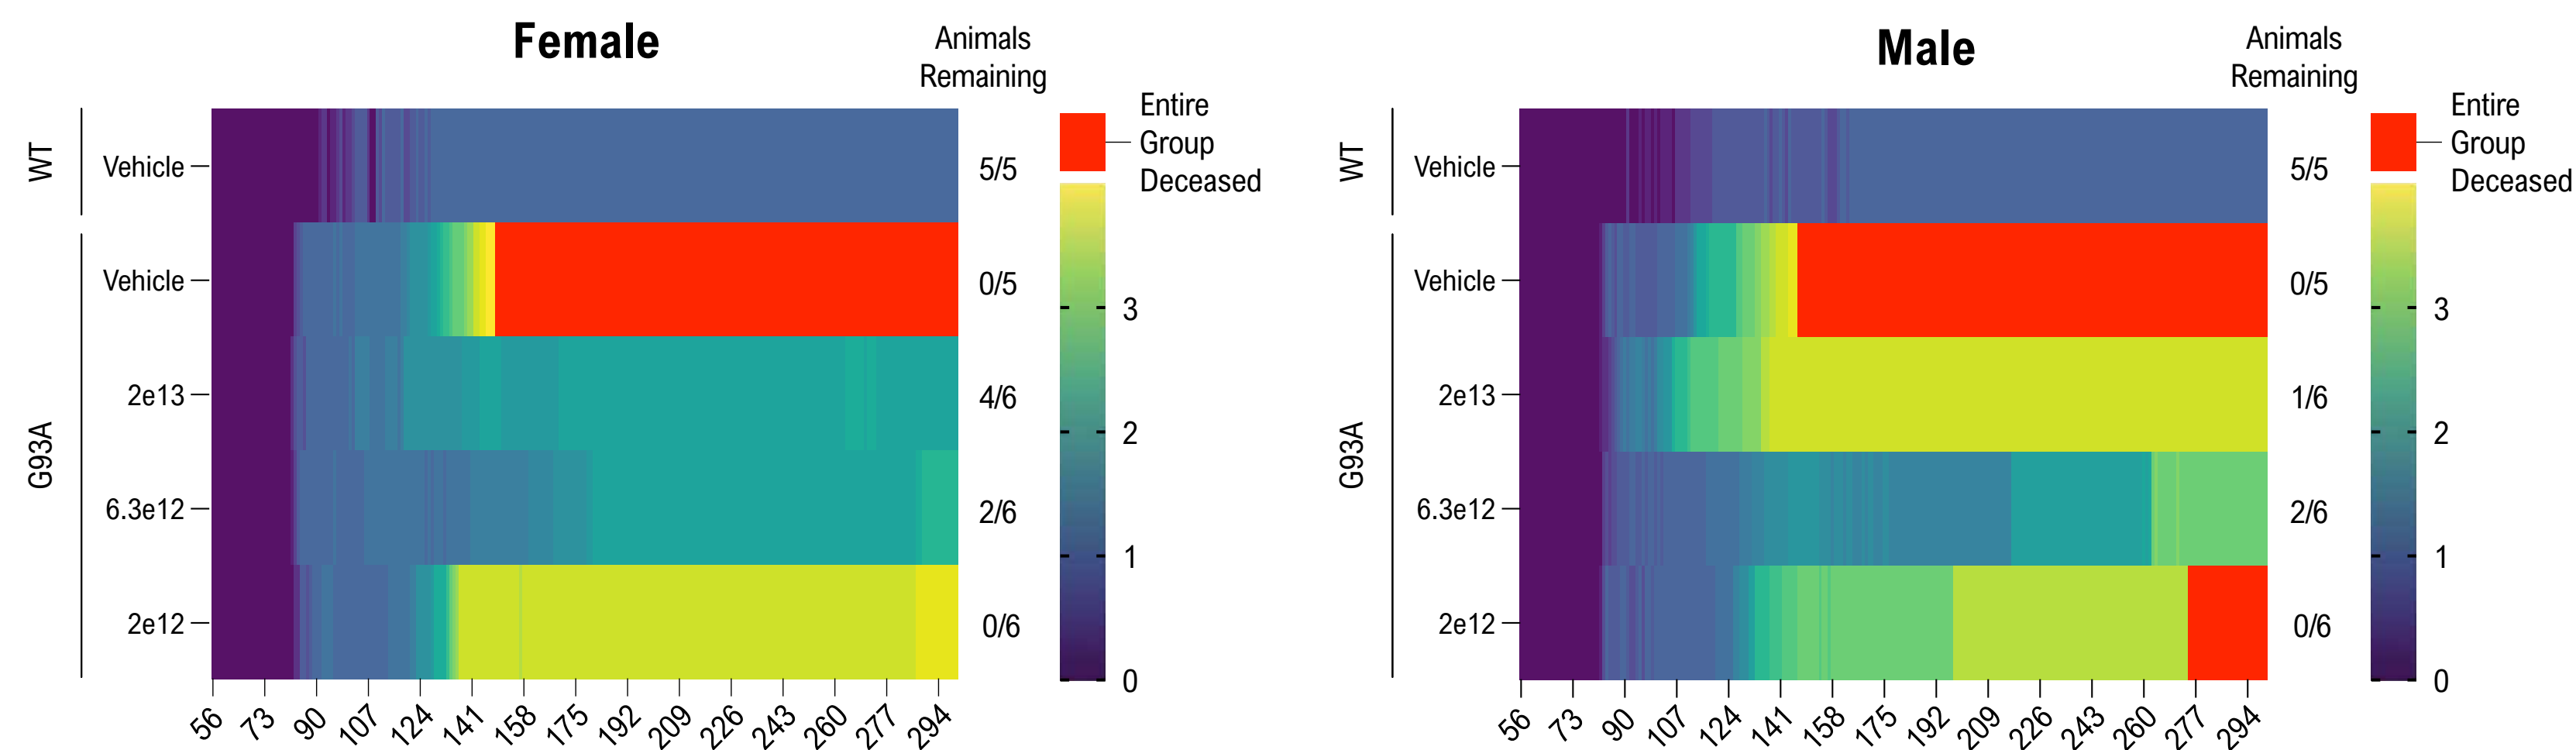 Female
Animals
Remaining
Entire
Group
Deceased
WT
Vehicle
5/5
G93A
Vehicle
0/5
2e13
4/6
6.3e12
2/6
2e12
0/6
3
2
1
0
56 73 90 107 124 141 158 175 192 209 226 243 260 277 294
Male
Animals
Remaining
Entire
Group
Deceased
WT
Vehicle
5/5
G93A
Vehicle
0/5
2e13
1/6
6.3e12
2/6
2e12
0/6
3
2
1
0
56 73 90 107 124 141 158 175 192 209 226 243 260 277 294